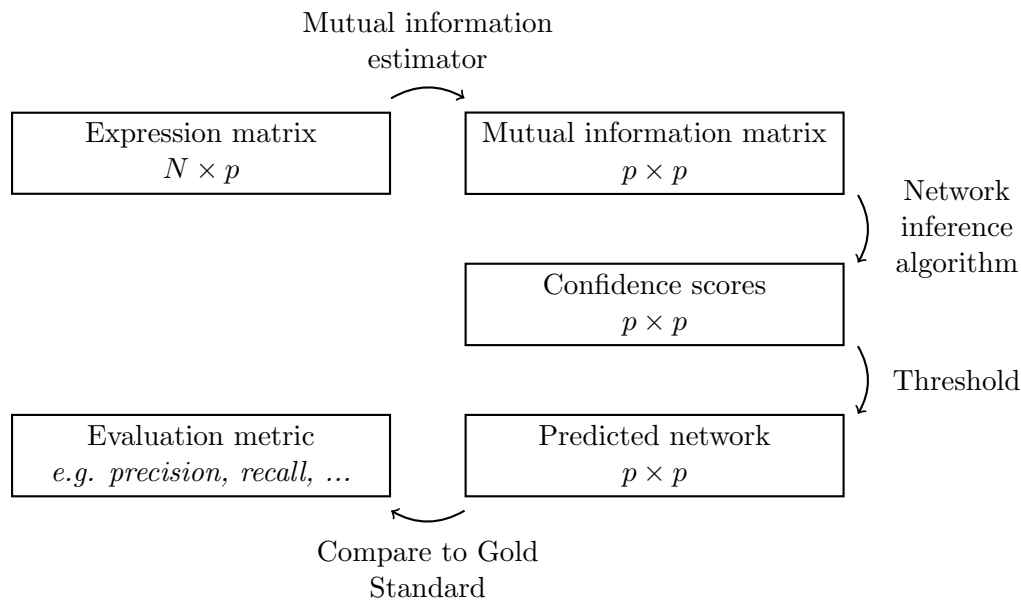 Mutual information
estimator
Expression matrix
N × p
Mutual information matrix
p × p
Network
inference
algorithm
Confidence scores
p × p
Threshold
Evaluation metric
e.g. precision, recall, ...
Predicted network
p × p
Compare to Gold
Standard